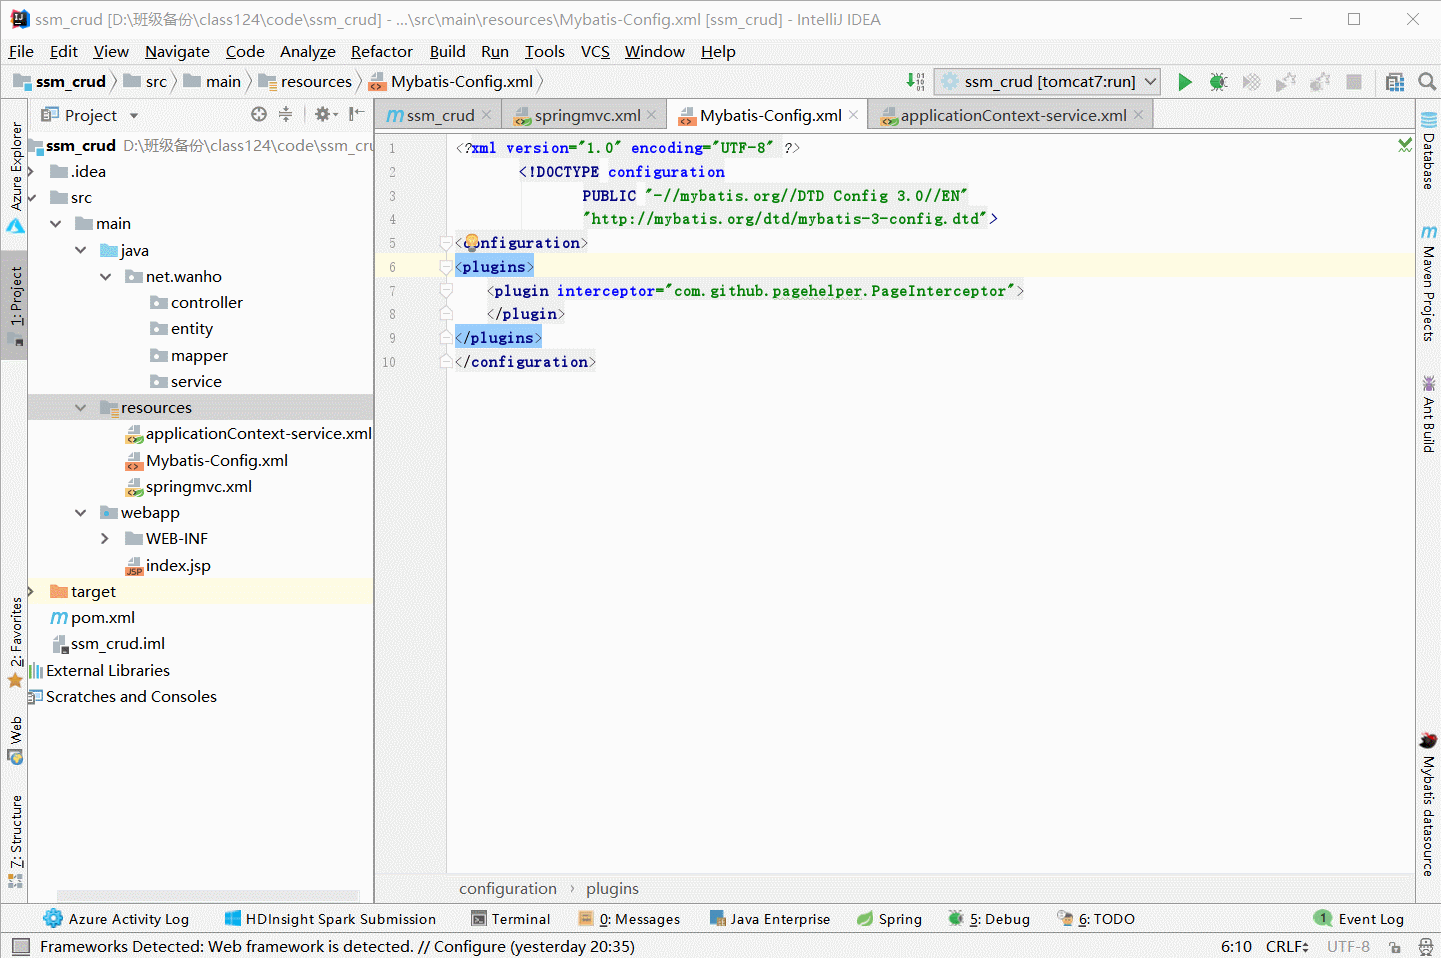 ssm_crud [D:\班级备份\class124\code\ssm_crud] - ...\src\main\resources\Mybatis-Config.xml [ssm_crud] - IntelliJ IDEA
File Edit View Navigate Code Analyze Refactor Build Run Tools VCS Window Help
ssm_crud src main resources Mybatis-Config.xml
ssm_crud [tomcat7:run]
Project
ssm_crud springmvc.xml Mybatis-Config.xml applicationContext-service.xml
Azure Explorer
1: Project
2: Favorites
Web
7: Structure
ssm_crud D:\班级备份\class124\code\ssm_cru
.idea
src
main
java
net.wanho
controller
entity
mapper
service
resources
applicationContext-service.xml
Mybatis-Config.xml
springmvc.xml
webapp
WEB-INF
index.jsp
JSP
target
pom.xml
ssm_crud.iml
External Libraries
Scratches and Consoles
1 <?xml version="1.0" encoding="UTF-8" ?>
2 <!DOCTYPE configuration
3 PUBLIC "-//mybatis.org//DTD Config 3.0//EN"
4 "http://mybatis.org/dtd/mybatis-3-config.dtd">
5 <configuration>
6 <plugins>
7 <plugin interceptor="com.github.pagehelper.PageInterceptor">
8 </plugin>
9 </plugins>
10 </configuration>
configuration › plugins
Database
Maven Projects
Ant Build
Mybatis datasource
Azure Activity Log HDInsight Spark Submission Terminal 0: Messages Java Enterprise Spring 5: Debug 6: TODO 1 Event Log
Frameworks Detected: Web framework is detected. // Configure (yesterday 20:35) 6:10 CRLF UTF-8